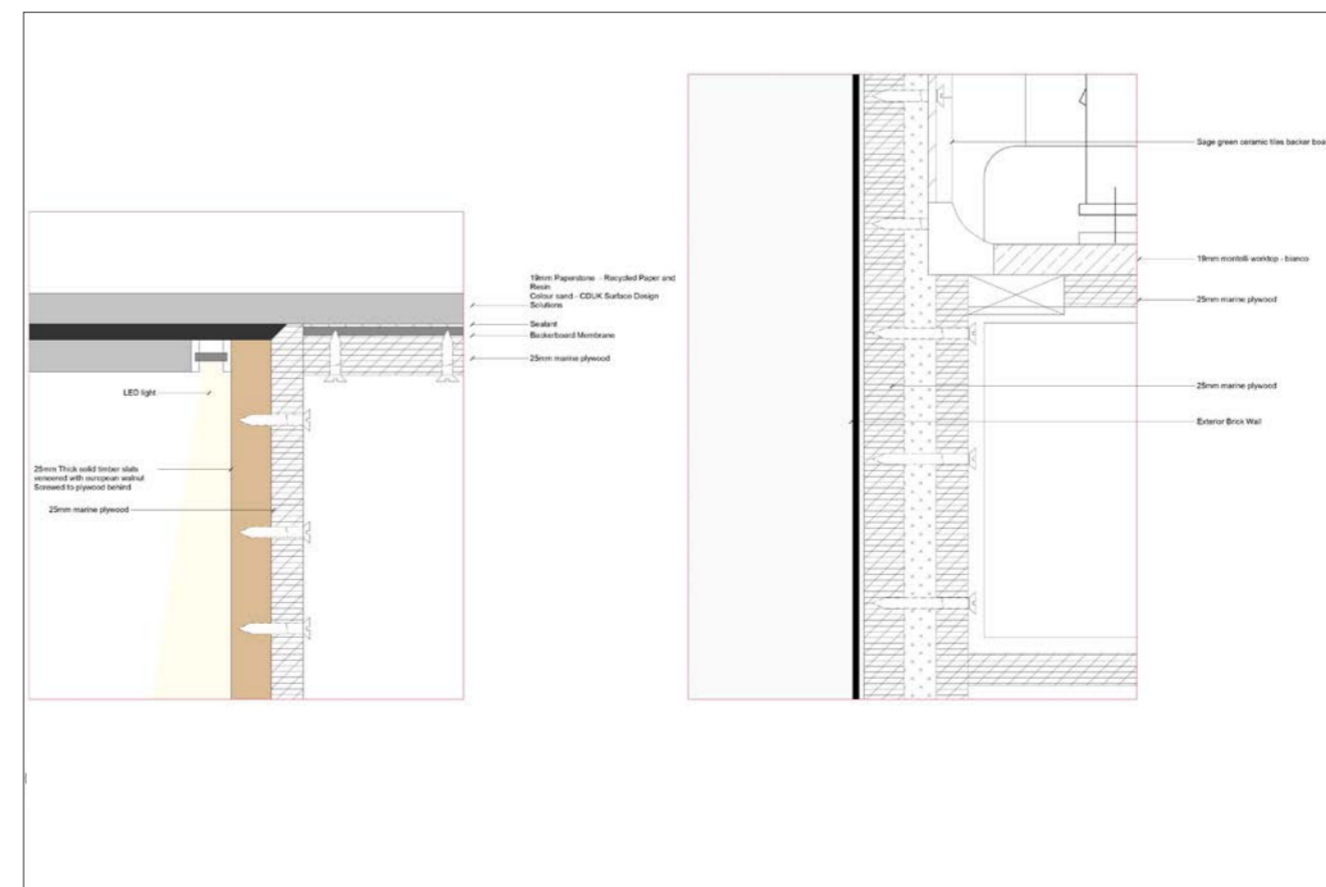 19mm Paperstone - Recycled Paper and
Resin
Colour sand - CDUK Surface Design
Solutions
Sealant
Backerboard Membrane
25mm marine plywood
LED light
25mm Thick solid timber slats
veneered with european walnut
Screwed to plywood behind
25mm marine plywood
Sage green ceramic tiles backer boa
19mm montelli worktop - bianco
25mm marine plywood
25mm marine plywood
Exterior Brick Wall